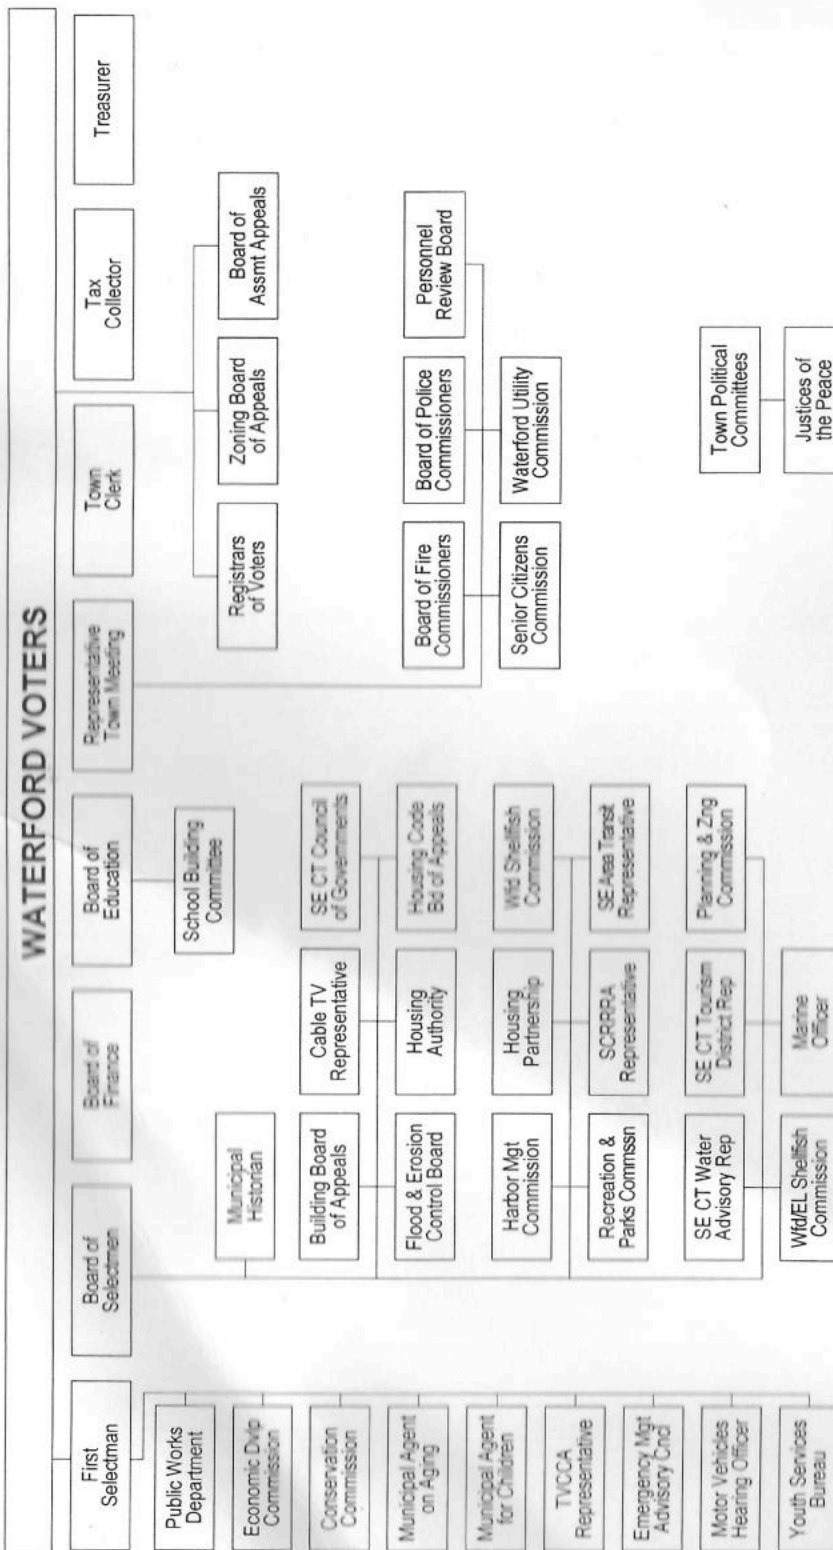 WATERFORD VOTERS
First
Selectman
Board of
Selectmen
Board of
Finance
Board of
Education
Representative
Town Meeting
Town
Clerk
Tax
Collector
Treasurer
Public Works
Department
Economic Dvlp
Commission
Conservation
Commission
Municipal Agent
on Aging
Municipal Agent
for Children
TVCCA
Representative
Emergency Mgt
Advisory Cncl
Motor Vehicles
Hearing Officer
Youth Services
Bureau
Municipal
Historian
Building Board
of Appeals
Cable TV
Representative
SE CT Council
of Governments
Flood & Erosion
Control Board
Housing
Authority
Housing Code
Bd of Appeals
Harbor Mgt
Commission
Housing
Partnership
Wfd Shellfish
Commission
Recreation &
Parks Commssn
SCRRRA
Representative
SE Area Transit
Representative
SE CT Water
Advisory Rep
SE CT Tourism
District Rep
Planning & Zng
Commission
Wfd/EL Shellfish
Commission
Marine
Officer
School Building
Committee
Registrars
of Voters
Zoning Board
of Appeals
Board of
Assmt Appeals
Board of Fire
Commissioners
Board of Police
Commissioners
Personnel
Review Board
Senior Citizens
Commission
Waterford Utility
Commission
Town Political
Committees
Justices of
the Peace